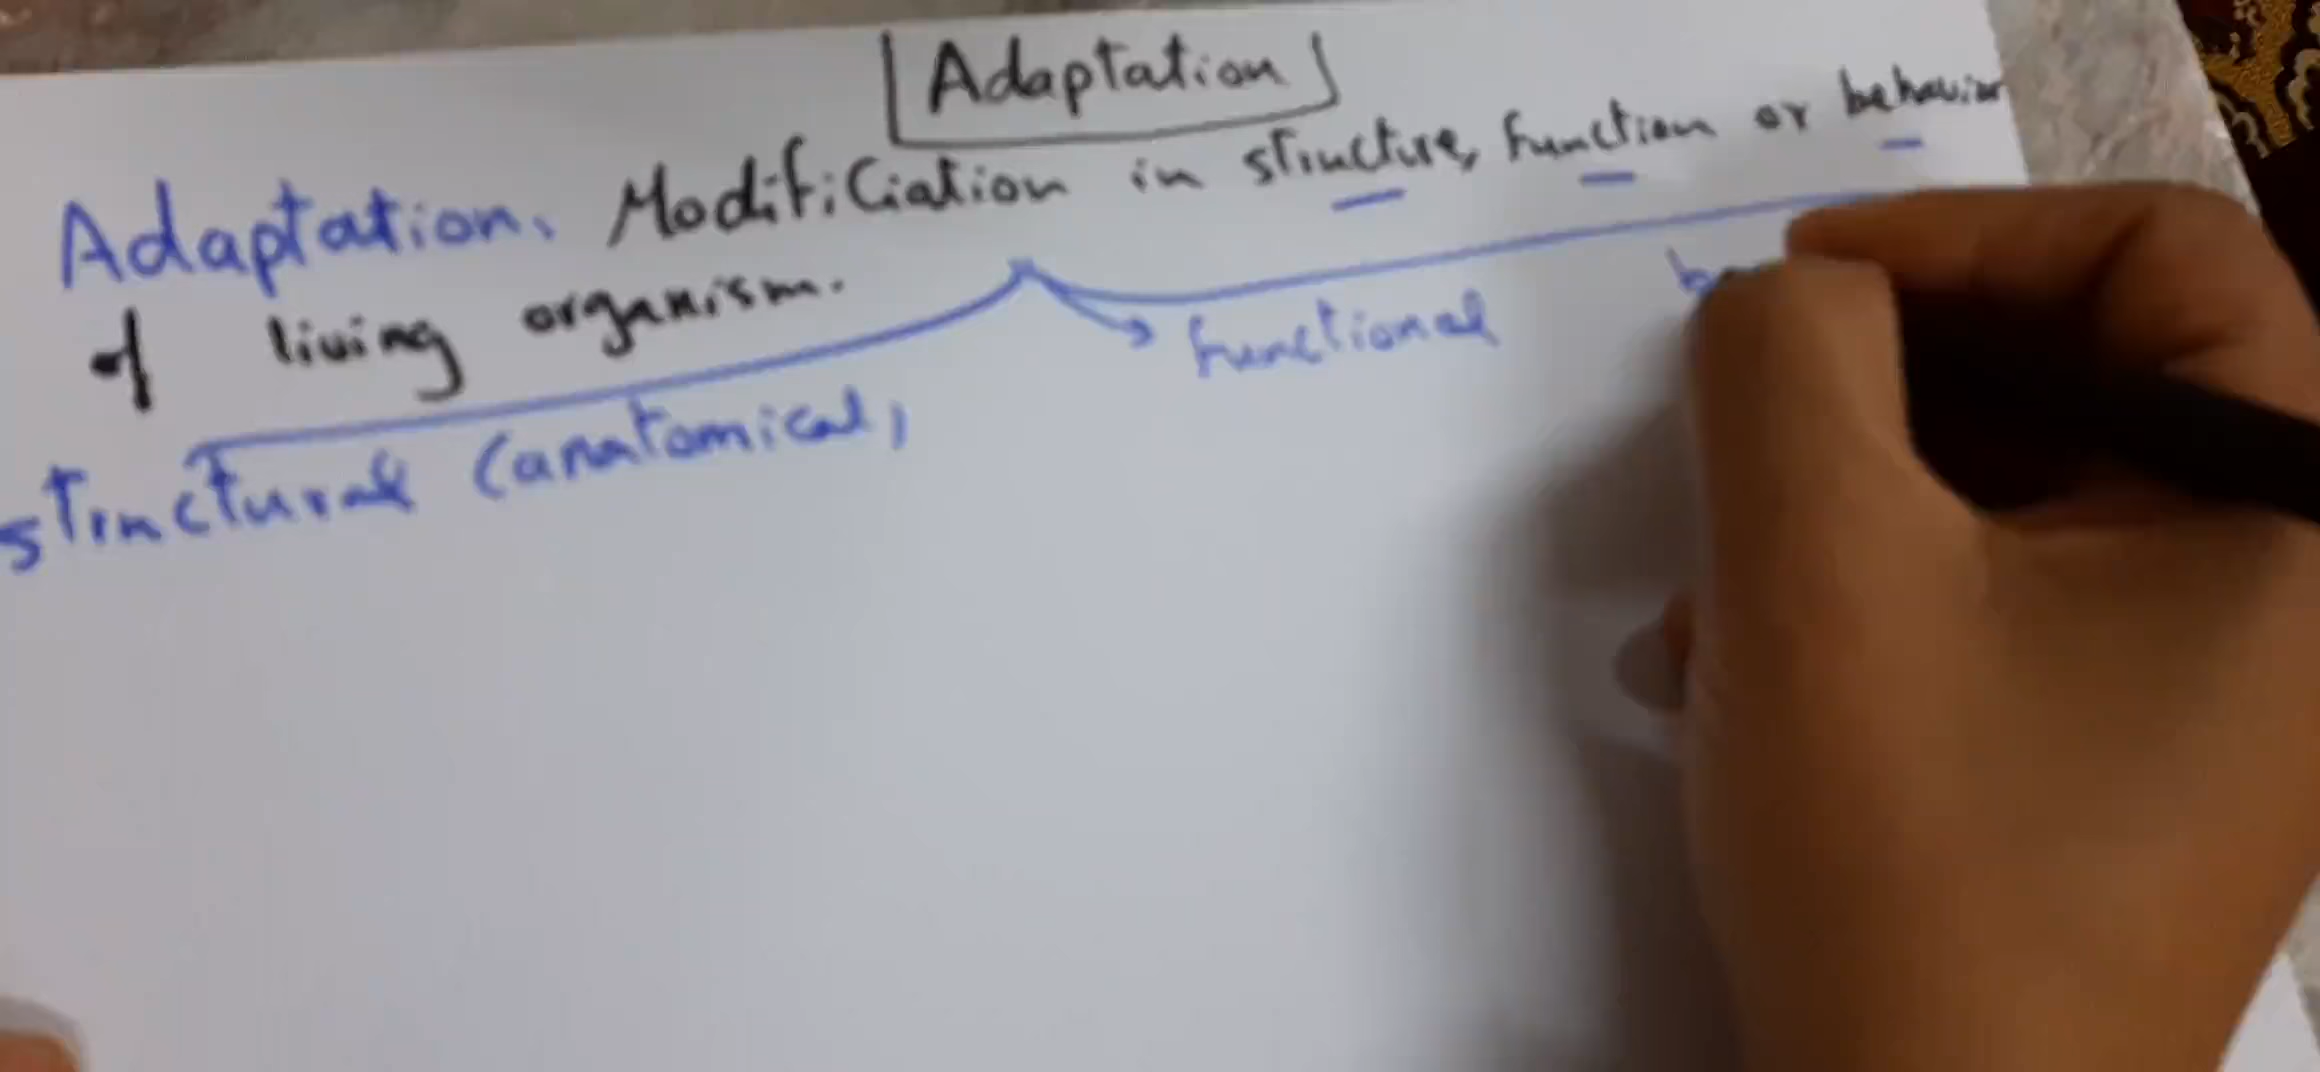 Adaptation
Adaptation, Modificiation in structure, function or behavior
of living organism.
functional
structural (anatomical)